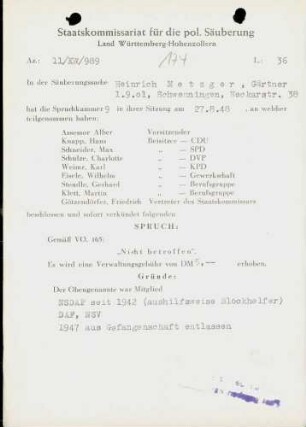 Staatskommissariat für die pol. Säuberung
Land Württemberg-Hohenzollern
Az.: 11/XX/989 174 L: 36
In der Säuberungssache Heinrich Metzger, Gärtner
1.9.01, Schwenningen, Neckarstr. 38
hat die Spruchkammer 9 in ihrer Sitzung am 27.8.48 , an welcher
teilgenommen haben:
Annemor Alber Vorsitzender
Knapp, Hans Beisitzer — CDU
Schneider, Max „ — SPD
Schulze, Charlotte „ — DVP
Weimer, Karl „ — KPD
Eisele, Wilhelm „ — Gewerkschaft
Stendle, Gerhard „ — Berufsgruppe
Klett, Martin „ — Berufsgruppe
Friedrich Vertreter des Staatskommissars
beschlossen und sofort verkündet folgenden
SPRUCH:
Gemäß VO. 165.
„Nicht betroffen".
Es wird eine Verwaltungsgebühr von DM 5,-- erhoben.
Gründe:
Der Obengenannte war Mitglied
NSDAP seit 1942 (aushilfsweise Blockhelfer)
DAF, NSV
1947 aus Gefangenschaft entlassen